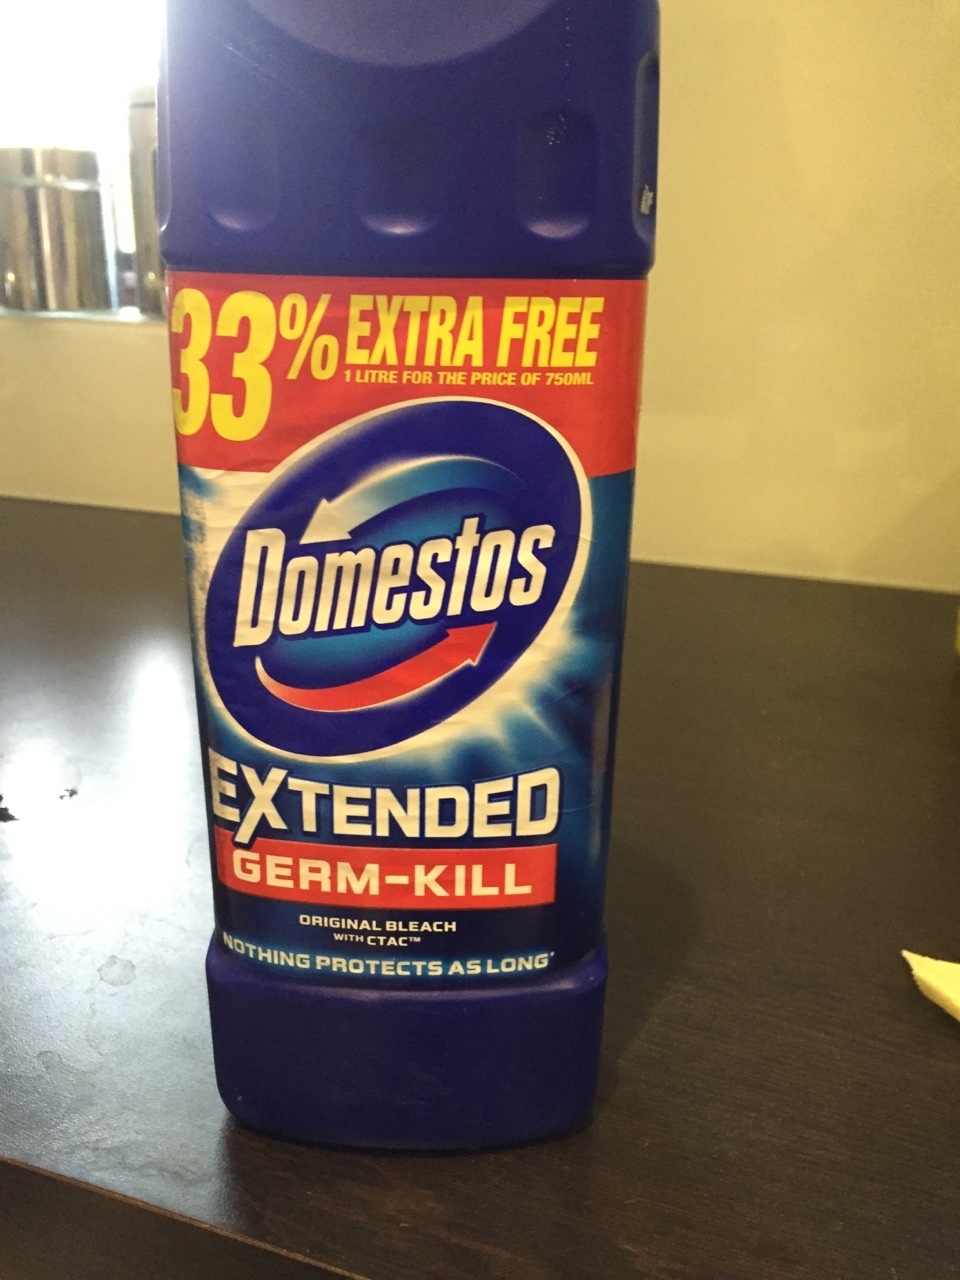 33% EXTRA FREE
1 LITRE FOR THE PRICE OF 750ML
Domestos
EXTENDED
GERM-KILL
ORIGINAL BLEACH
WITH CTAC™
NOTHING PROTECTS AS LONG*